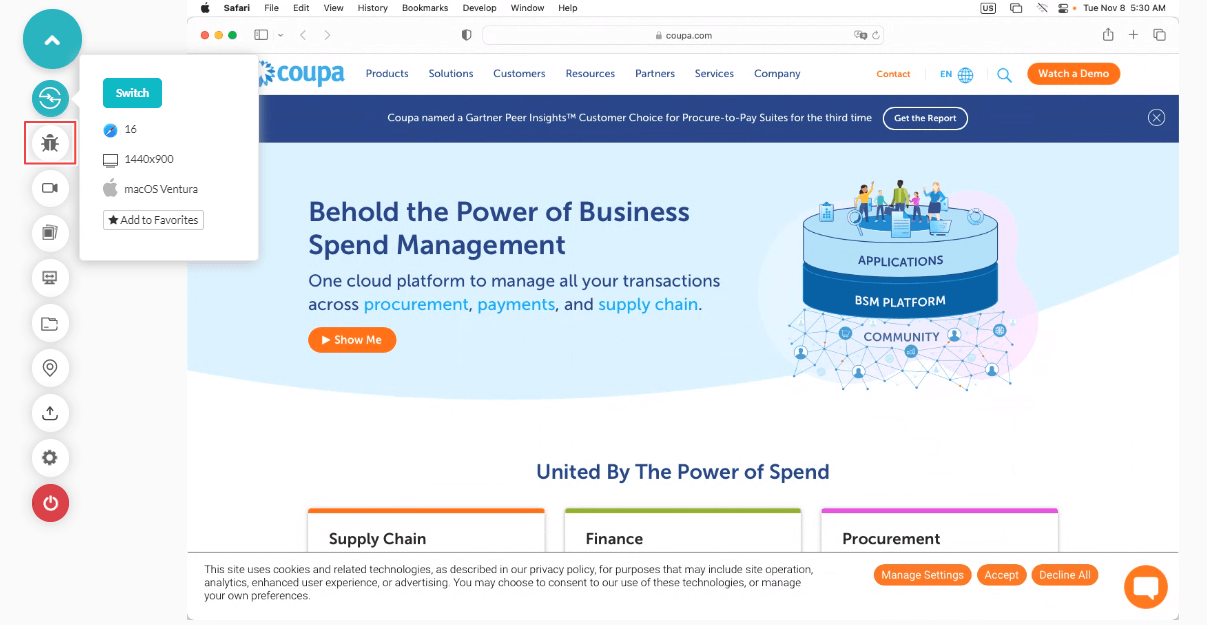 Safari File Edit View History Bookmarks Develop Window Help US Tue Nov 8 5:30 AM
coupa.com
Switch
16
1440x900
macOS Ventura
Add to Favorites
coupa Products Solutions Customers Resources Partners Services Company Contact EN Watch a Demo
Coupa named a Gartner Peer Insights™ Customer Choice for Procure-to-Pay Suites for the third time Get the Report
Behold the Power of Business
Spend Management
One cloud platform to manage all your transactions
across procurement, payments, and supply chain.
Show Me
APPLICATIONS
BSM PLATFORM
COMMUNITY
United By The Power of Spend
Supply Chain Finance Procurement
This site uses cookies and related technologies, as described in our privacy policy, for purposes that may include site operation,
analytics, enhanced user experience, or advertising. You may choose to consent to our use of these technologies, or manage
your own preferences.
Manage Settings Accept Decline All